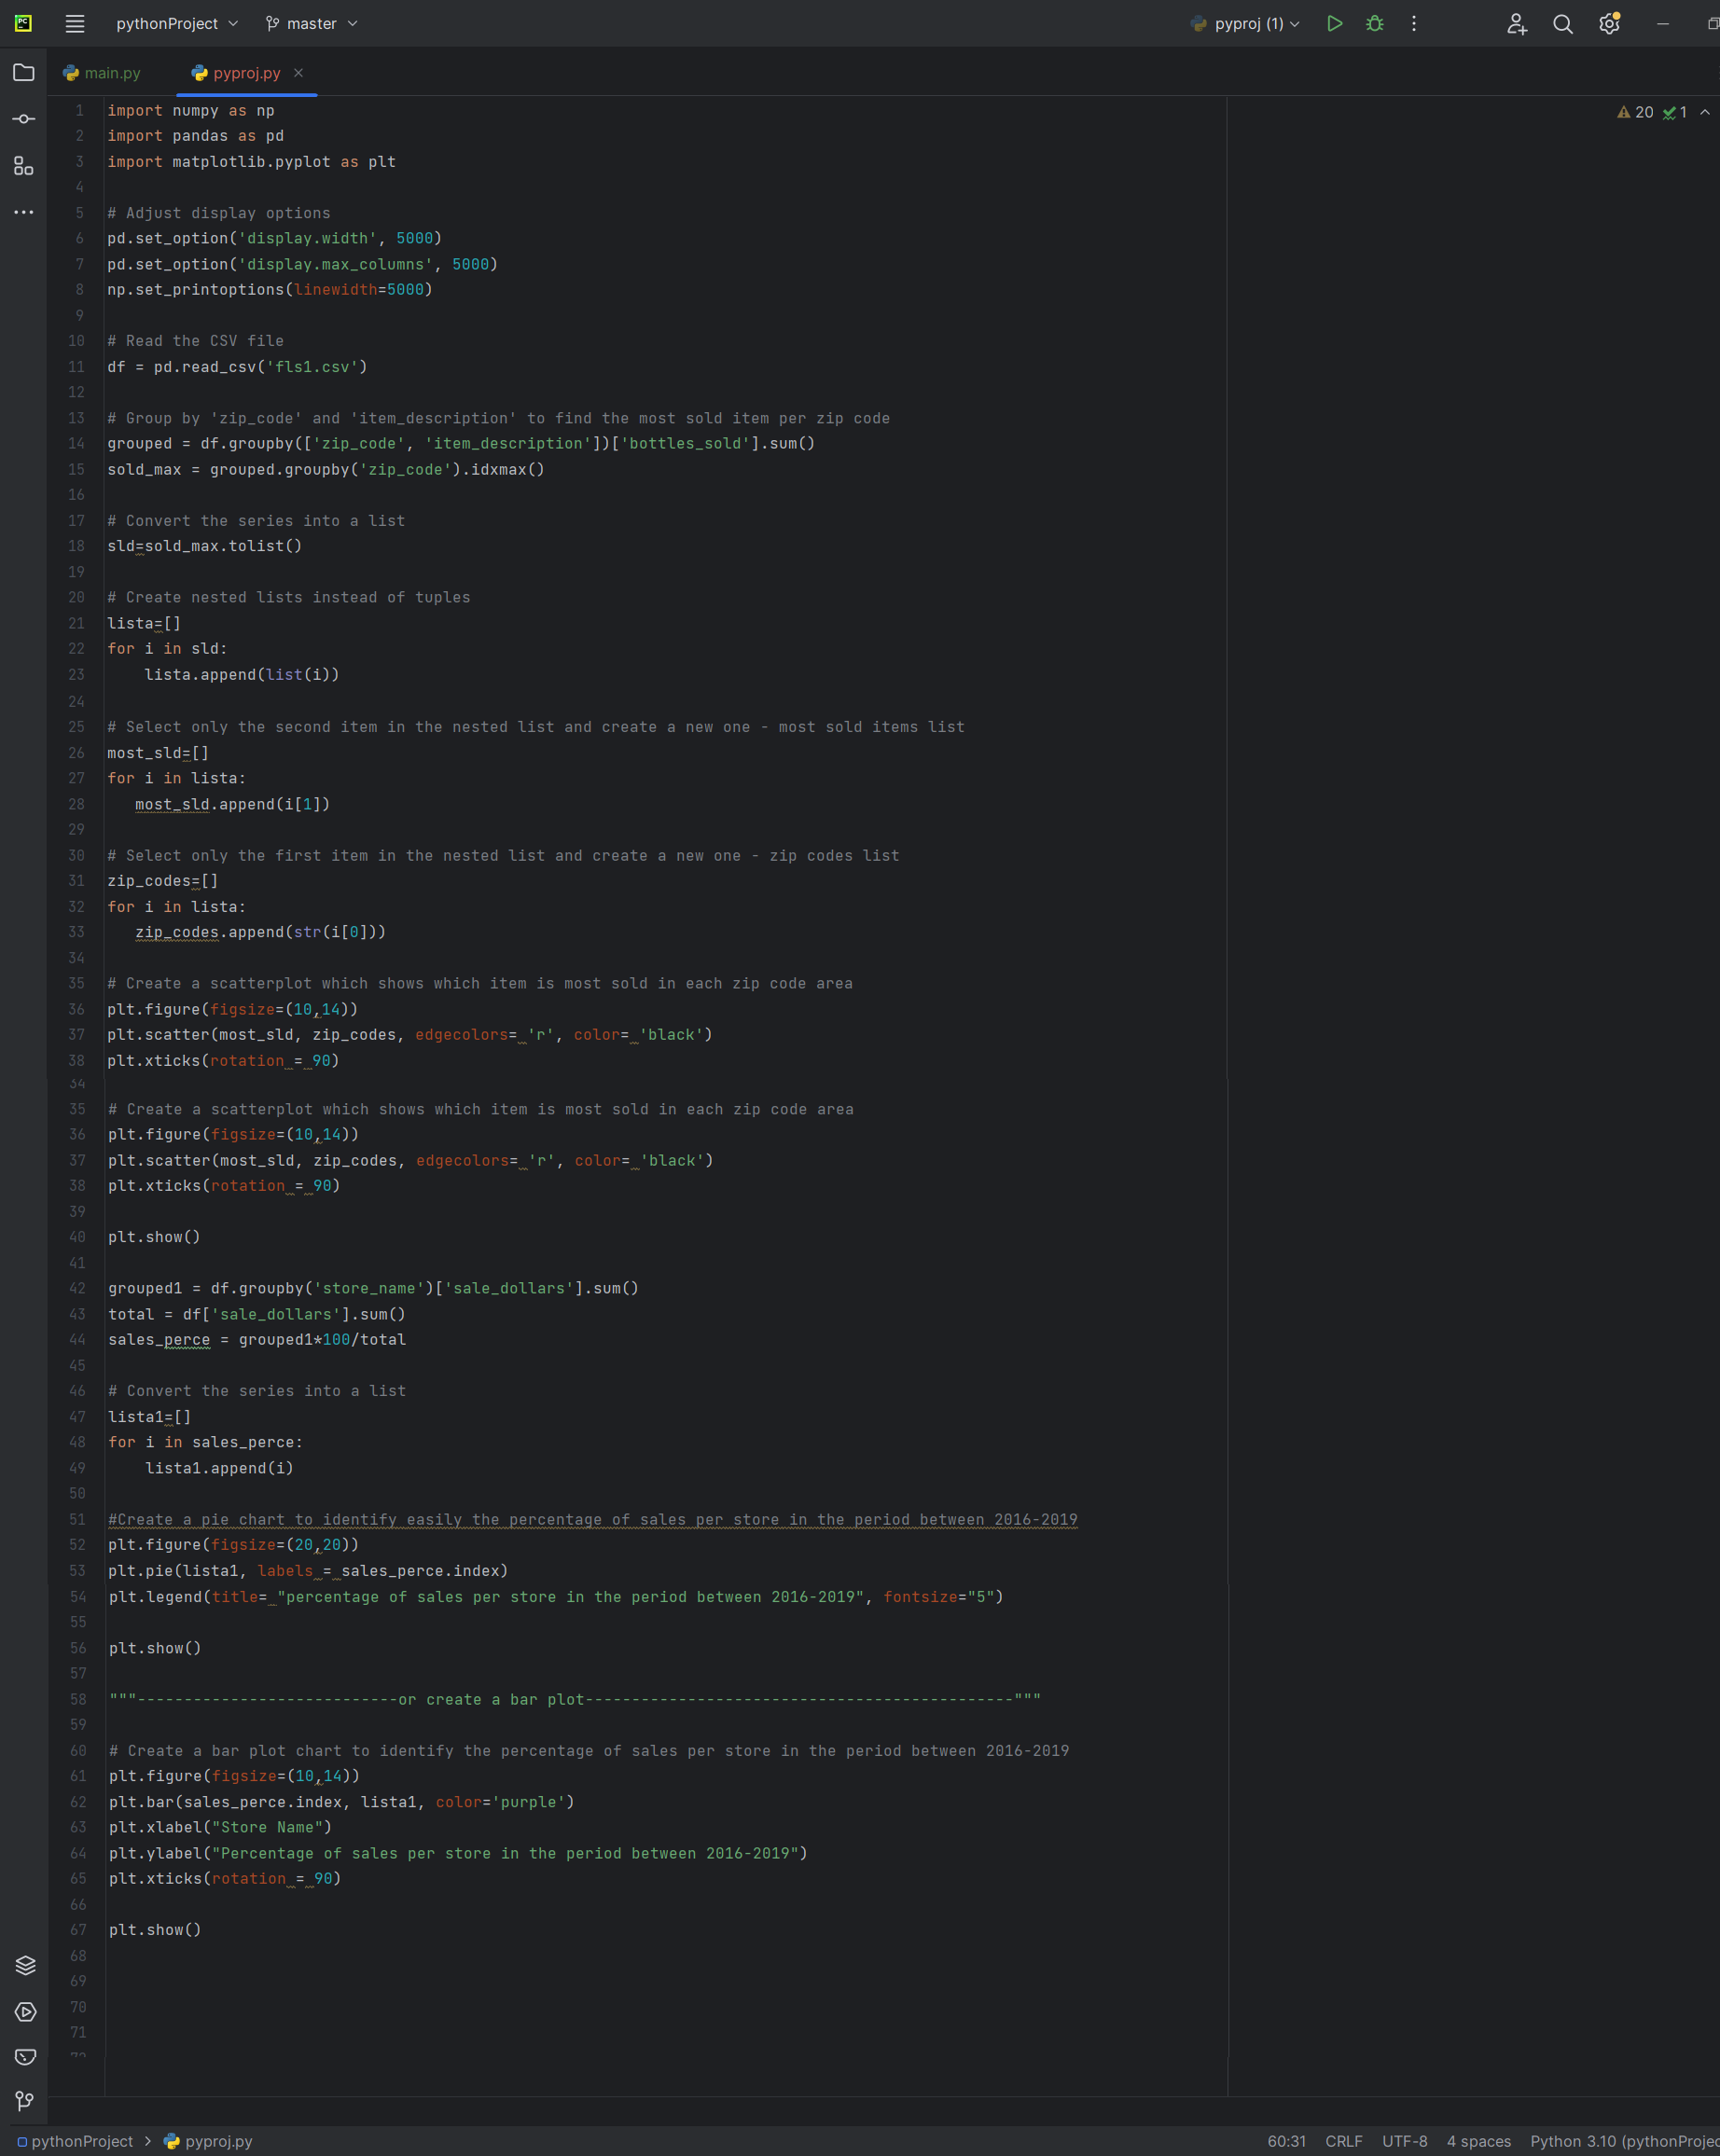 pythonProject master pyproj (1)
main.py pyproj.py
20 1
1 import numpy as np
2 import pandas as pd
3 import matplotlib.pyplot as plt
4
5 # Adjust display options
6 pd.set_option('display.width', 5000)
7 pd.set_option('display.max_columns', 5000)
8 np.set_printoptions(linewidth=5000)
9
10 # Read the CSV file
11 df = pd.read_csv('fls1.csv')
12
13 # Group by 'zip_code' and 'item_description' to find the most sold item per zip code
14 grouped = df.groupby(['zip_code', 'item_description'])['bottles_sold'].sum()
15 sold_max = grouped.groupby('zip_code').idxmax()
16
17 # Convert the series into a list
18 sld=sold_max.tolist()
19
20 # Create nested lists instead of tuples
21 lista=[]
22 for i in sld:
23     lista.append(list(i))
24
25 # Select only the second item in the nested list and create a new one - most sold items list
26 most_sld=[]
27 for i in lista:
28    most_sld.append(i[1])
29
30 # Select only the first item in the nested list and create a new one - zip codes list
31 zip_codes=[]
32 for i in lista:
33    zip_codes.append(str(i[0]))
34
35 # Create a scatterplot which shows which item is most sold in each zip code area
36 plt.figure(figsize=(10,14))
37 plt.scatter(most_sld, zip_codes, edgecolors= 'r', color= 'black')
38 plt.xticks(rotation = 90)
34
35 # Create a scatterplot which shows which item is most sold in each zip code area
36 plt.figure(figsize=(10,14))
37 plt.scatter(most_sld, zip_codes, edgecolors= 'r', color= 'black')
38 plt.xticks(rotation = 90)
39
40 plt.show()
41
42 grouped1 = df.groupby('store_name')['sale_dollars'].sum()
43 total = df['sale_dollars'].sum()
44 sales_perce = grouped1*100/total
45
46 # Convert the series into a list
47 lista1=[]
48 for i in sales_perce:
49     lista1.append(i)
50
51 #Create a pie chart to identify easily the percentage of sales per store in the period between 2016-2019
52 plt.figure(figsize=(20,20))
53 plt.pie(lista1, labels = sales_perce.index)
54 plt.legend(title= "percentage of sales per store in the period between 2016-2019", fontsize="5")
55
56 plt.show()
57
58 """----------------------------or create a bar plot----------------------------------------------"""
59
60 # Create a bar plot chart to identify the percentage of sales per store in the period between 2016-2019
61 plt.figure(figsize=(10,14))
62 plt.bar(sales_perce.index, lista1, color='purple')
63 plt.xlabel("Store Name")
64 plt.ylabel("Percentage of sales per store in the period between 2016-2019")
65 plt.xticks(rotation = 90)
66
67 plt.show()
68
69
70
71
pythonProject > pyproj.py 60:31 CRLF UTF-8 4 spaces Python 3.10 (pythonProjec